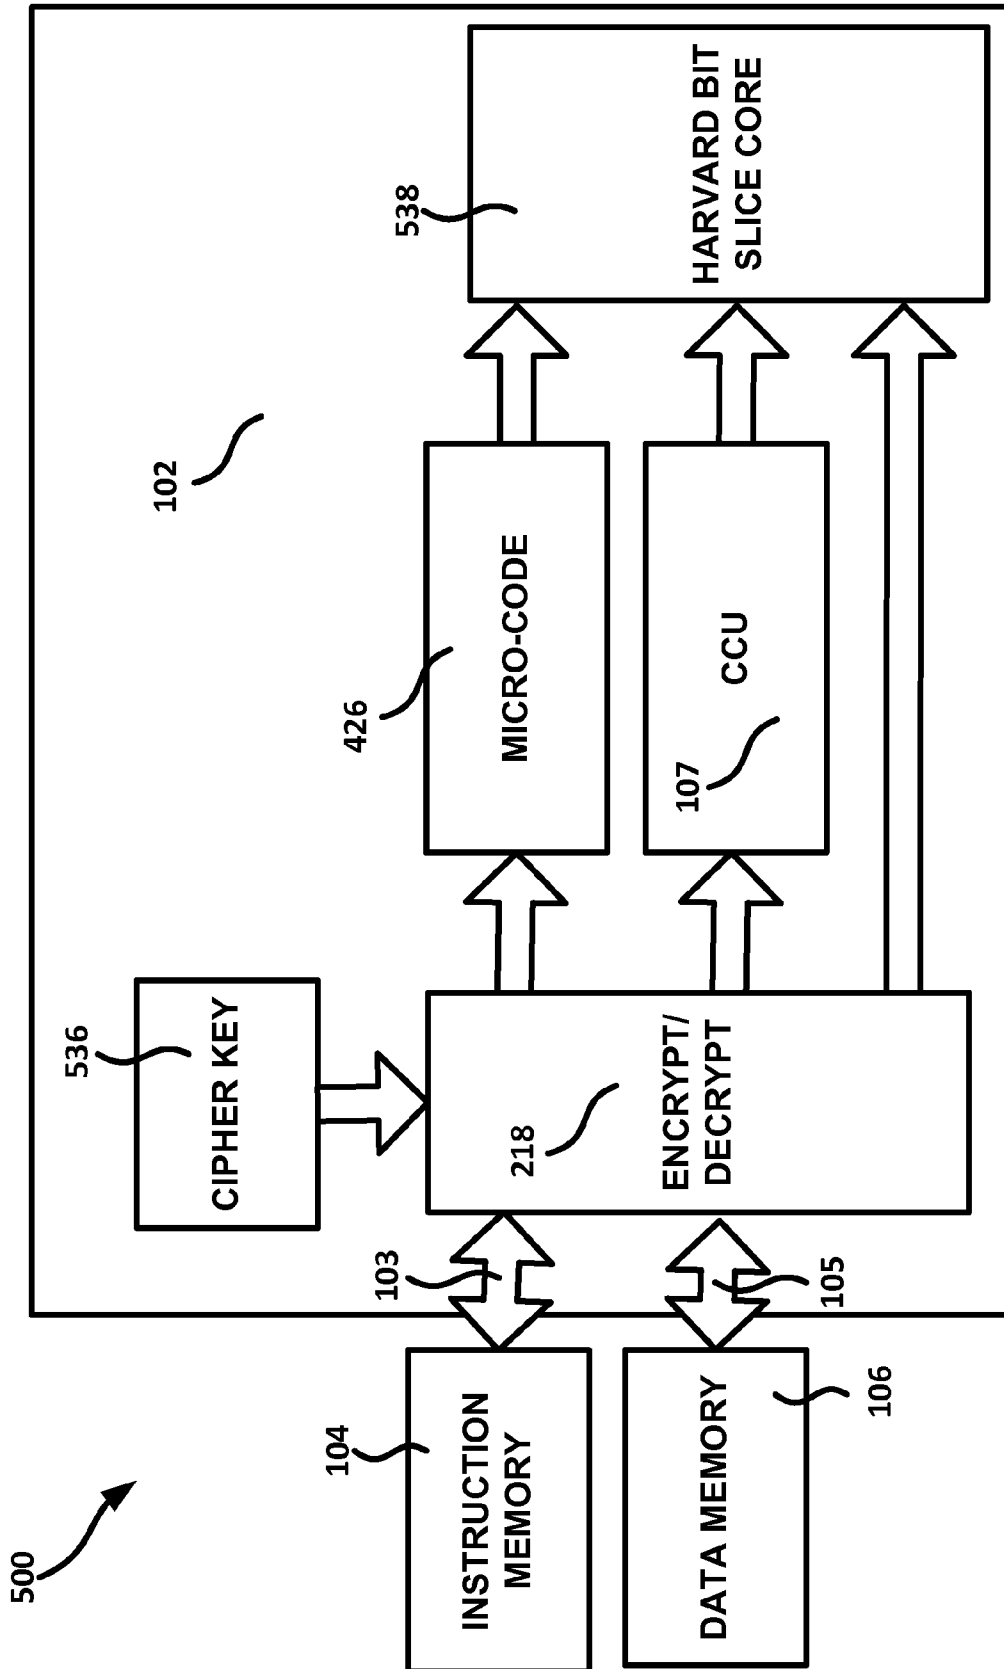 500
102
536
CIPHER KEY
104
INSTRUCTION
MEMORY
103
218
ENCRYPT/
DECRYPT
426
MICRO-CODE
538
HARVARD BIT
SLICE CORE
107
CCU
DATA MEMORY
106
105